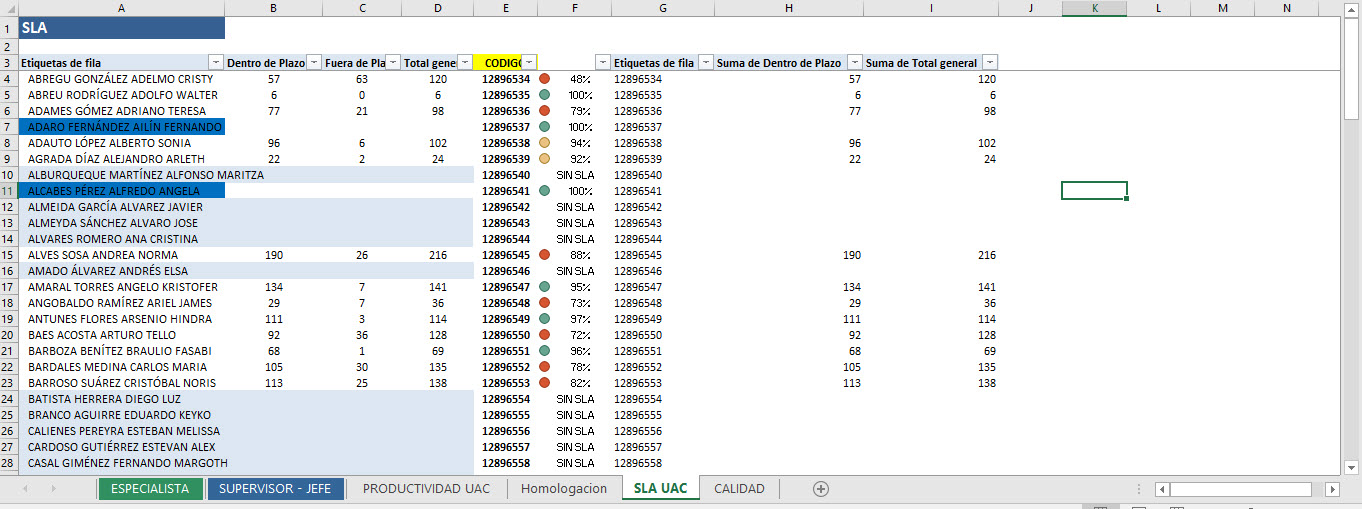 A B C D E F G H I J K L M N
1 SLA
2
3 Etiquetas de fila Dentro de Plazo Fuera de Pla Total gene CODIGO Etiquetas de fila Suma de Dentro de Plazo Suma de Total general
4 ABREGU GONZÁLEZ ADELMO CRISTY 57 63 120 12896534 48% 12896534 57 120
5 ABREU RODRÍGUEZ ADOLFO WALTER 6 0 6 12896535 100% 12896535 6 6
6 ADAMES GÓMEZ ADRIANO TERESA 77 21 98 12896536 79% 12896536 77 98
7 ADARO FERNÁNDEZ AILÍN FERNANDO 12896537 100% 12896537
8 ADAUTO LÓPEZ ALBERTO SONIA 96 6 102 12896538 94% 12896538 96 102
9 AGRADA DÍAZ ALEJANDRO ARLETH 22 2 24 12896539 92% 12896539 22 24
10 ALBURQUEQUE MARTÍNEZ ALFONSO MARITZA 12896540 SIN SLA 12896540
11 ALCABES PÉREZ ALFREDO ANGELA 12896541 100% 12896541
12 ALMEIDA GARCÍA ALVAREZ JAVIER 12896542 SIN SLA 12896542
13 ALMEYDA SÁNCHEZ ALVARO JOSE 12896543 SIN SLA 12896543
14 ALVARES ROMERO ANA CRISTINA 12896544 SIN SLA 12896544
15 ALVES SOSA ANDREA NORMA 190 26 216 12896545 88% 12896545 190 216
16 AMADO ÁLVAREZ ANDRÉS ELSA 12896546 SIN SLA 12896546
17 AMARAL TORRES ANGELO KRISTOFER 134 7 141 12896547 95% 12896547 134 141
18 ANGOBALDO RAMÍREZ ARIEL JAMES 29 7 36 12896548 73% 12896548 29 36
19 ANTUNES FLORES ARSENIO HINDRA 111 3 114 12896549 97% 12896549 111 114
20 BAES ACOSTA ARTURO TELLO 92 36 128 12896550 72% 12896550 92 128
21 BARBOZA BENÍTEZ BRAULIO FASABI 68 1 69 12896551 96% 12896551 68 69
22 BARDALES MEDINA CARLOS MARIA 105 30 135 12896552 78% 12896552 105 135
23 BARROSO SUÁREZ CRISTÓBAL NORIS 113 25 138 12896553 82% 12896553 113 138
24 BATISTA HERRERA DIEGO LUZ 12896554 SIN SLA 12896554
25 BRANCO AGUIRRE EDUARDO KEYKO 12896555 SIN SLA 12896555
26 CALIENES PEREYRA ESTEBAN MELISSA 12896556 SIN SLA 12896556
27 CARDOSO GUTIÉRREZ ESTEVAN ALEX 12896557 SIN SLA 12896557
28 CASAL GIMÉNEZ FERNANDO MARGOTH 12896558 SIN SLA 12896558
ESPECIALISTA SUPERVISOR - JEFE PRODUCTIVIDAD UAC Homologacion SLA UAC CALIDAD